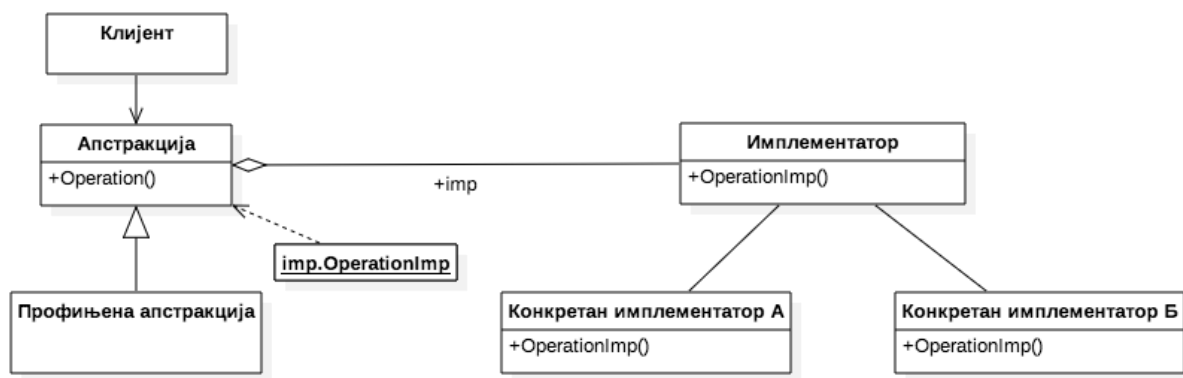 Клијент
Апстракција
+Operation()
+imp
Имплементатор
+OperationImp()
imp.OperationImp
Профињена апстракција
Конкретан имплементатор А
+OperationImp()
Конкретан имплементатор Б
+OperationImp()